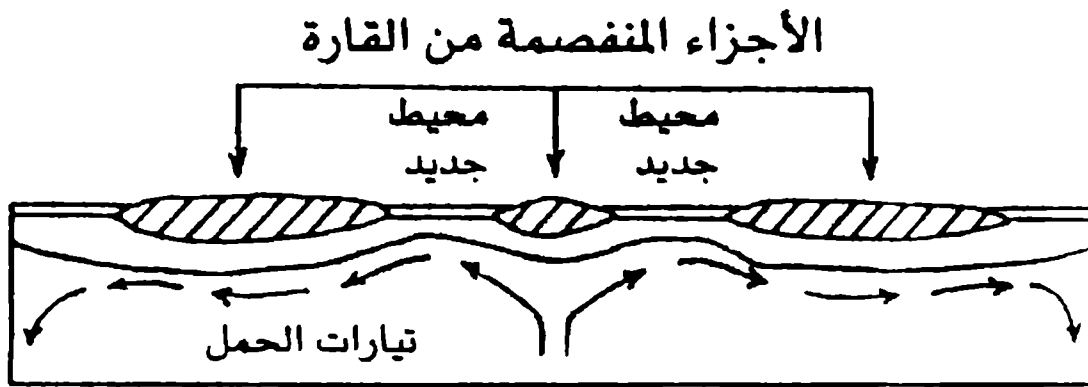 الأجزاء المنفصمة من القارة
محيط
جديد
محيط
جديد
تيارات الحمل